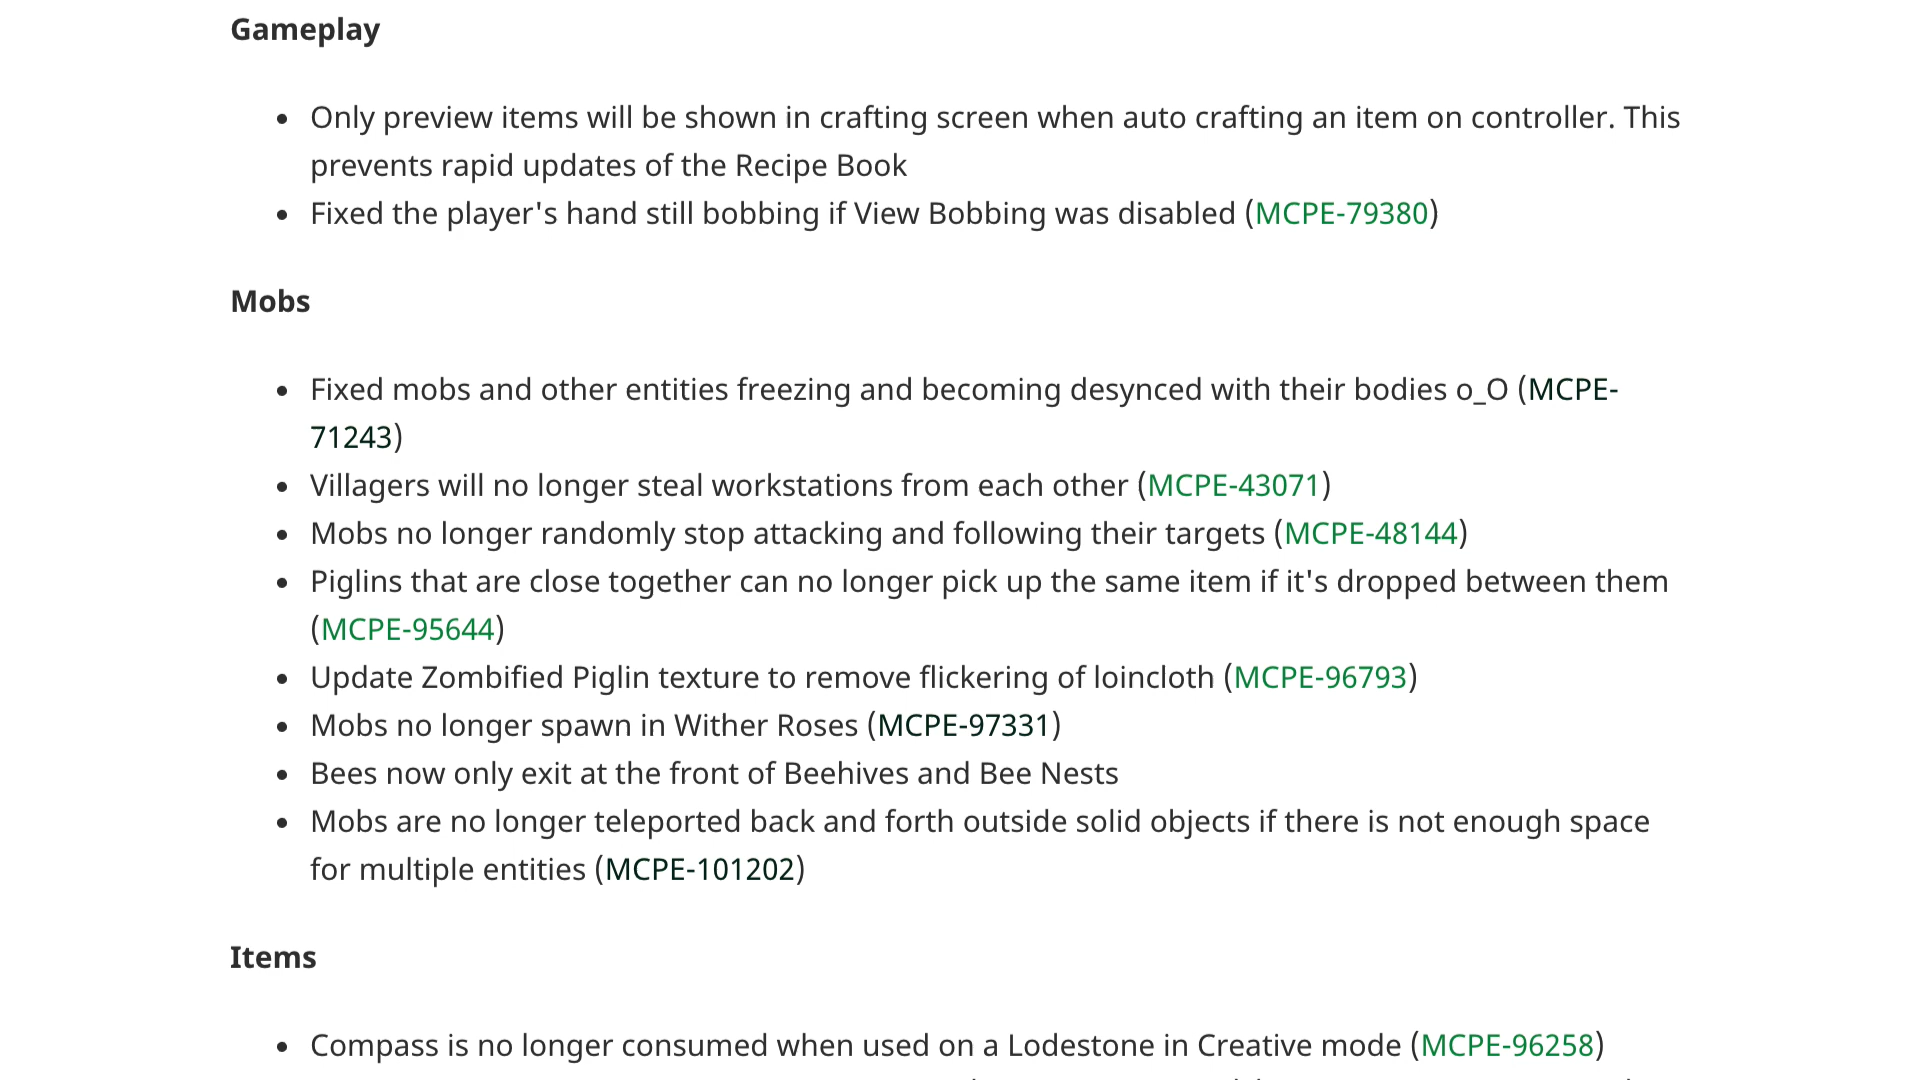 Gameplay
Only preview items will be shown in crafting screen when auto crafting an item on controller. This
prevents rapid updates of the Recipe Book
Fixed the player's hand still bobbing if View Bobbing was disabled (MCPE-79380)
Mobs
Fixed mobs and other entities freezing and becoming desynced with their bodies o_O (MCPE-
71243)
Villagers will no longer steal workstations from each other (MCPE-43071)
Mobs no longer randomly stop attacking and following their targets (MCPE-48144)
Piglins that are close together can no longer pick up the same item if it's dropped between them
(MCPE-95644)
Update Zombified Piglin texture to remove flickering of loincloth (MCPE-96793)
Mobs no longer spawn in Wither Roses (MCPE-97331)
Bees now only exit at the front of Beehives and Bee Nests
Mobs are no longer teleported back and forth outside solid objects if there is not enough space
for multiple entities (MCPE-101202)
Items
Compass is no longer consumed when used on a Lodestone in Creative mode (MCPE-96258)